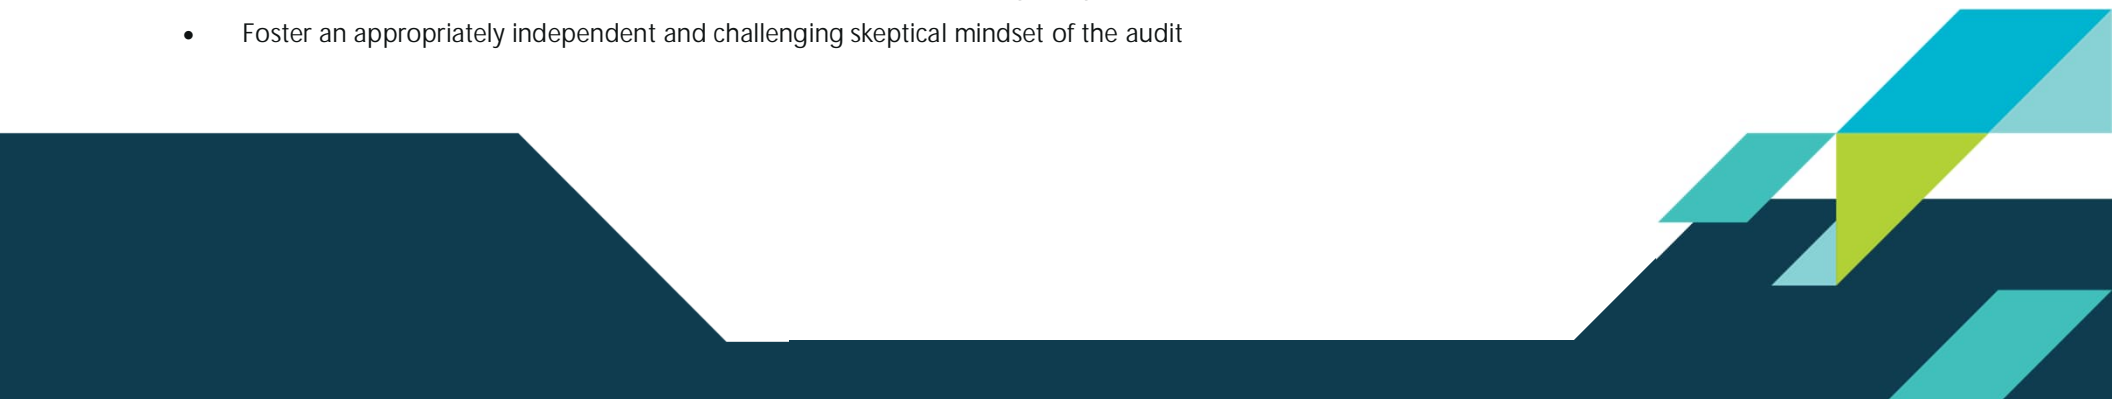 • Foster an appropriately independent and challenging skeptical mindset of the audit